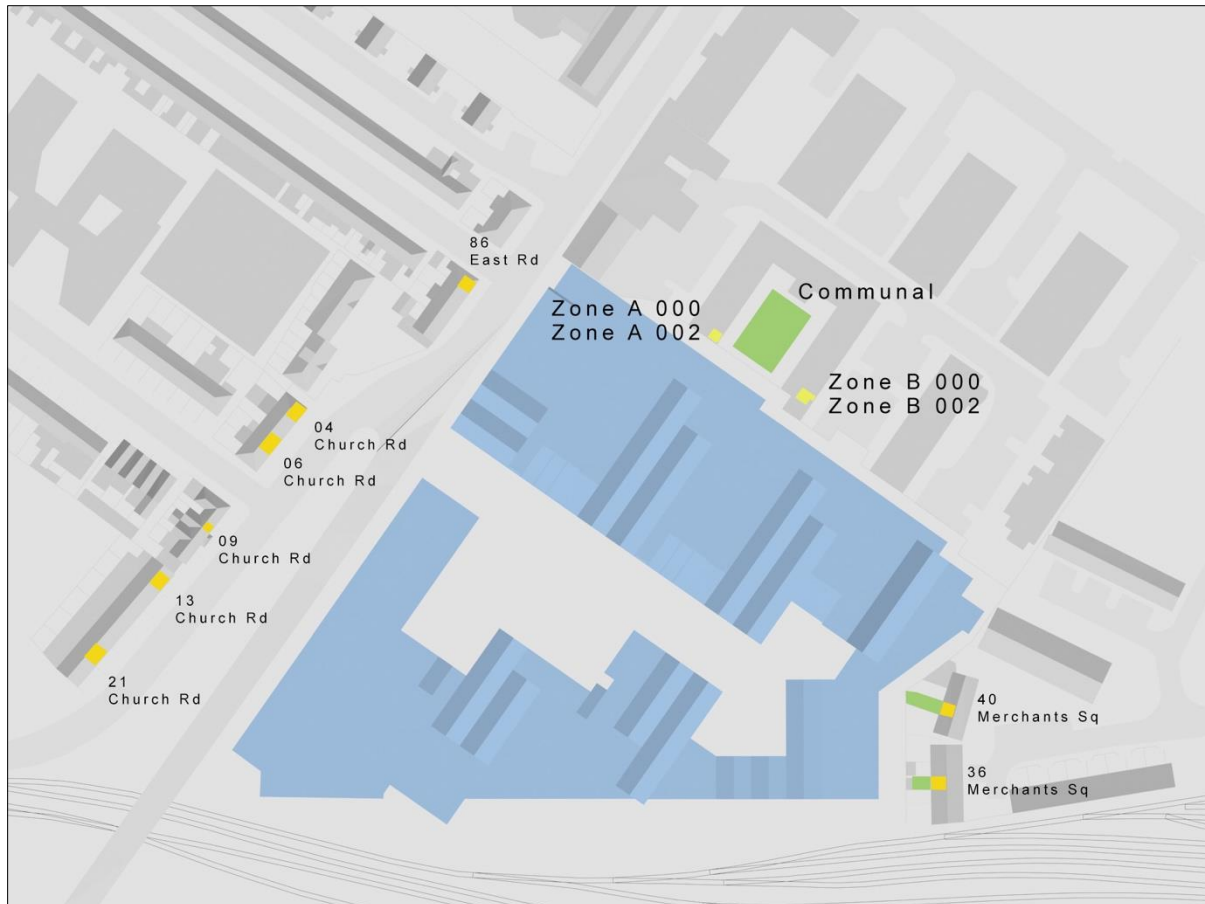 86
East Rd
Communal
Zone A 000
Zone A 002
Zone B 000
Zone B 002
04
Church Rd
06
Church Rd
09
Church Rd
13
Church Rd
21
Church Rd
40
Merchants Sq
36
Merchants Sq